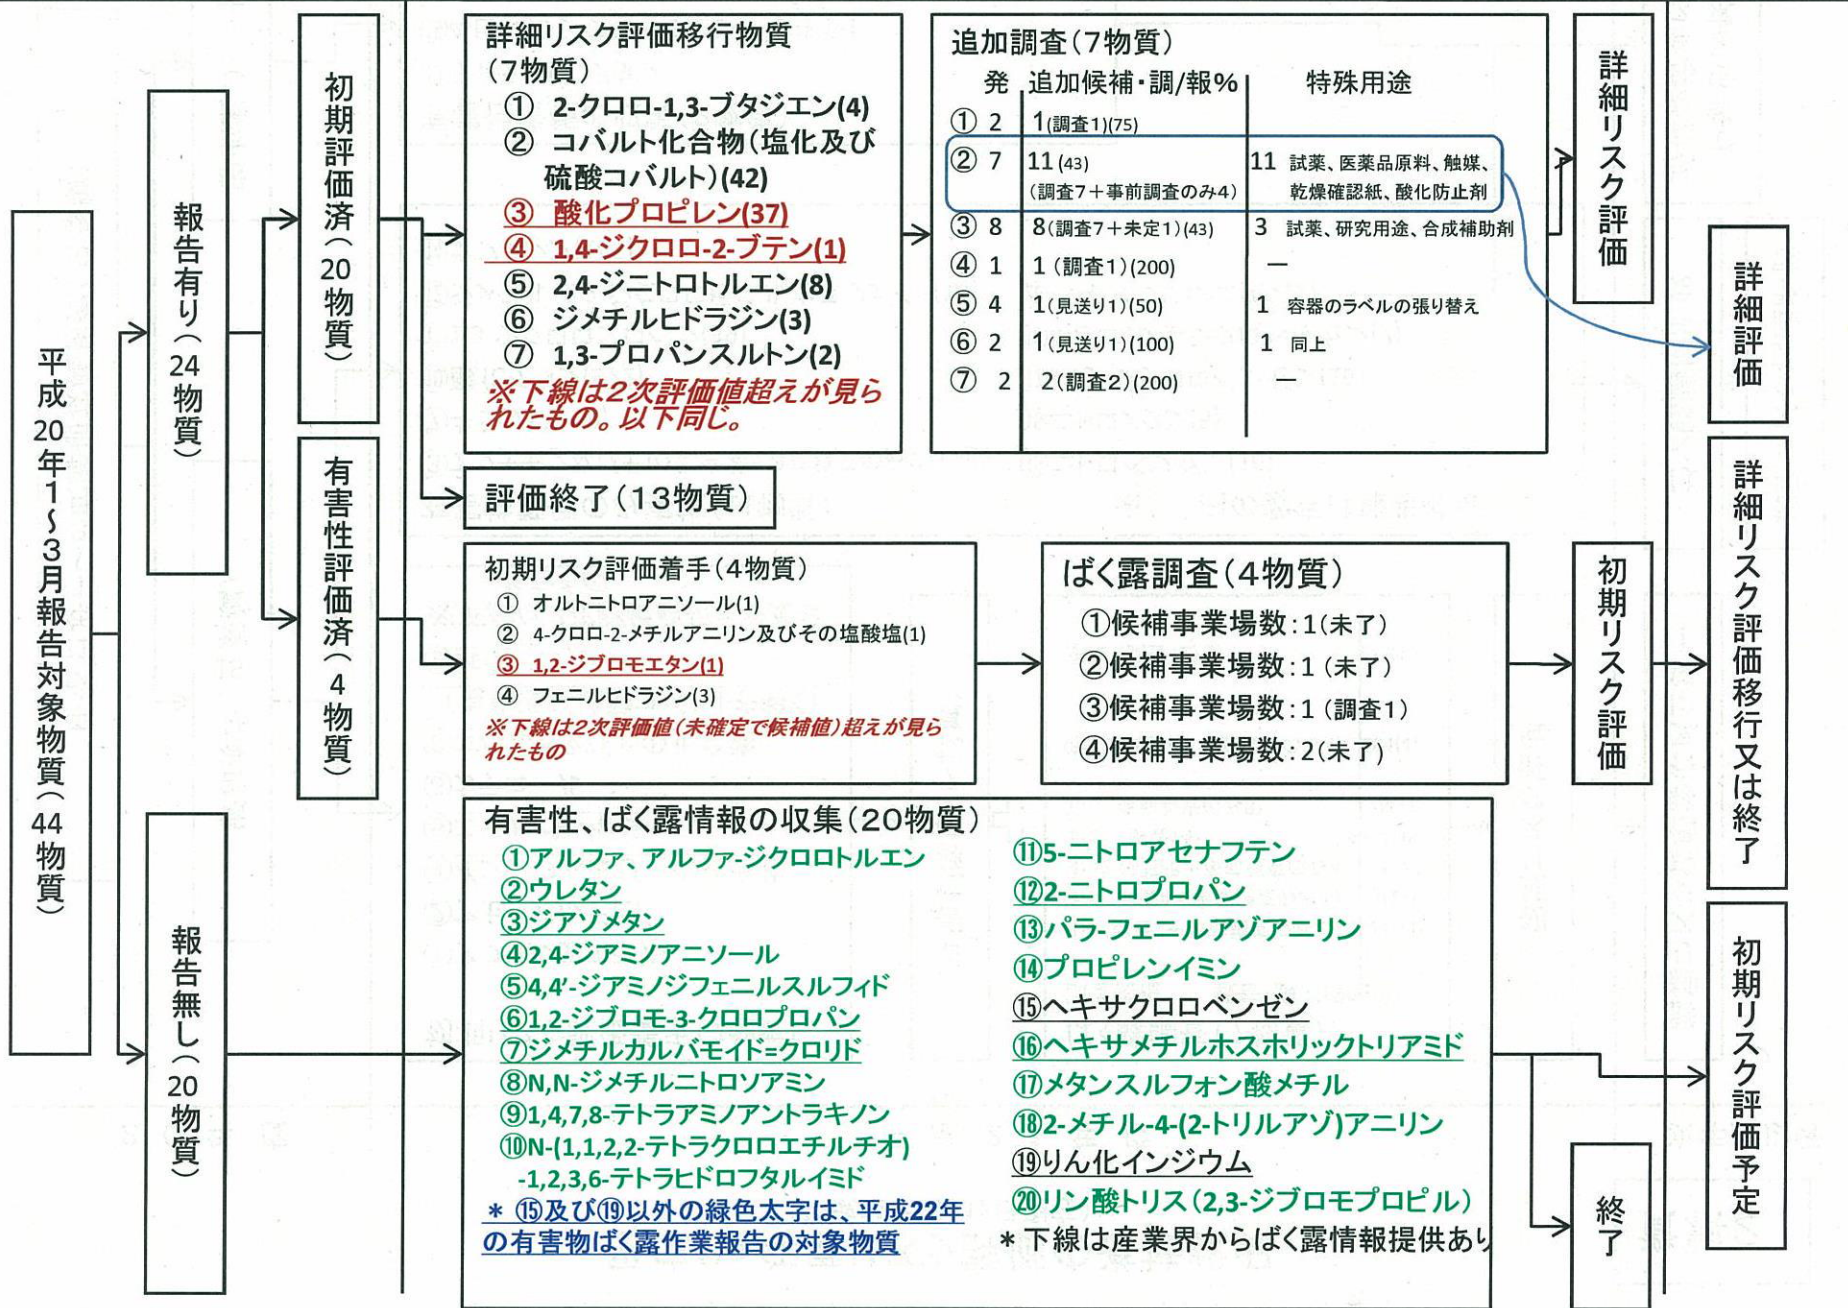 平成20年1～3月報告対象物質（44物質）
報告有り（24物質）
報告無し（20物質）
初期評価済（20物質）
有害性評価済（4物質）
詳細リスク評価移行物質
（7物質）
① 2-クロロ-1,3-ブタジエン(4)
② コバルト化合物（塩化及び
硫酸コバルト）(42)
③ 酸化プロピレン(37)
④ 1,4-ジクロロ-2-ブテン(1)
⑤ 2,4-ジニトロトルエン(8)
⑥ ジメチルヒドラジン(3)
⑦ 1,3-プロパンスルトン(2)
※下線は2次評価値超えが見ら
れたもの。以下同じ。
追加調査（7物質）
発 追加候補・調/報% 特殊用途
① 2 1(調査1)(75)
② 7 11(43) 11 試薬、医薬品原料、触媒、
（調査7＋事前調査のみ4） 乾燥確認紙、酸化防止剤
③ 8 8(調査7＋未定1)(43) 3 試薬、研究用途、合成補助剤
④ 1 1（調査1）(200) ―
⑤ 4 1(見送り1)(50) 1 容器のラベルの張り替え
⑥ 2 1(見送り1)(100) 1 同上
⑦ 2 2(調査2)(200) ―
詳細リスク評価
詳細評価
評価終了（13物質）
初期リスク評価着手（4物質）
① オルトニトロアニソール(1)
② 4-クロロ-2-メチルアニリン及びその塩酸塩(1)
③ 1,2-ジブロモエタン(1)
④ フェニルヒドラジン(3)
※下線は2次評価値（未確定で候補値）超えが見ら
れたもの
ばく露調査（4物質）
①候補事業場数：1(未了)
②候補事業場数：1 (未了)
③候補事業場数：1 (調査1)
④候補事業場数：2(未了)
初期リスク評価
詳細リスク評価移行又は終了
有害性、ばく露情報の収集（20物質）
①アルファ、アルファ-ジクロロトルエン
②ウレタン
③ジアゾメタン
④2,4-ジアミノアニソール
⑤4,4'-ジアミノジフェニルスルフィド
⑥1,2-ジブロモ-3-クロロプロパン
⑦ジメチルカルバモイド=クロリド
⑧N,N-ジメチルニトロソアミン
⑨1,4,7,8-テトラアミノアントラキノン
⑩N-(1,1,2,2-テトラクロロエチルチオ)
-1,2,3,6-テトラヒドロフタルイミド
＊ ⑮及び⑲以外の緑色太字は、平成22年
の有害物ばく露作業報告の対象物質
⑪5-ニトロアセナフテン
⑫2-ニトロプロパン
⑬パラ-フェニルアゾアニリン
⑭プロピレンイミン
⑮ヘキサクロロベンゼン
⑯ヘキサメチルホスホリックトリアミド
⑰メタンスルフォン酸メチル
⑱2-メチル-4-(2-トリルアゾ)アニリン
⑲りん化インジウム
⑳リン酸トリス（2,3-ジブロモプロピル）
＊下線は産業界からばく露情報提供あり
初期リスク評価予定
終了